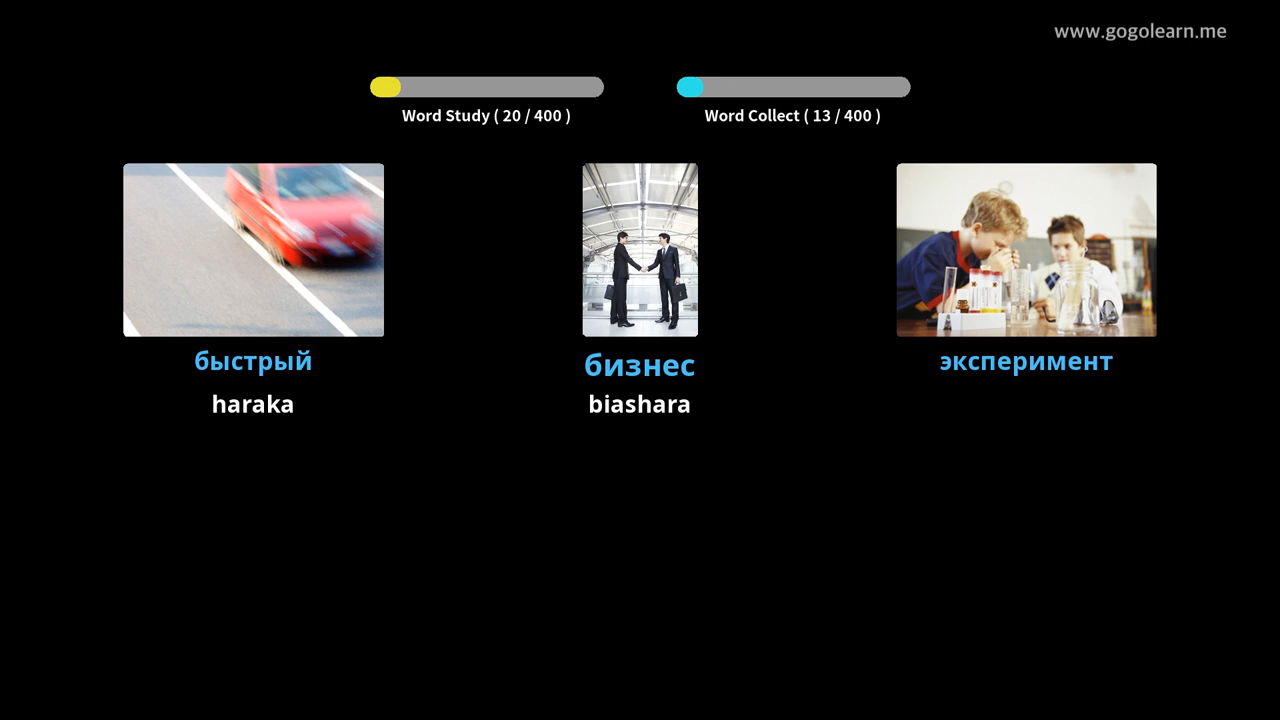 www.gogolearn.me
Word Study ( 20 / 400 )
Word Collect ( 13 / 400 )
быстрый
haraka
бизнес
biashara
эксперимент